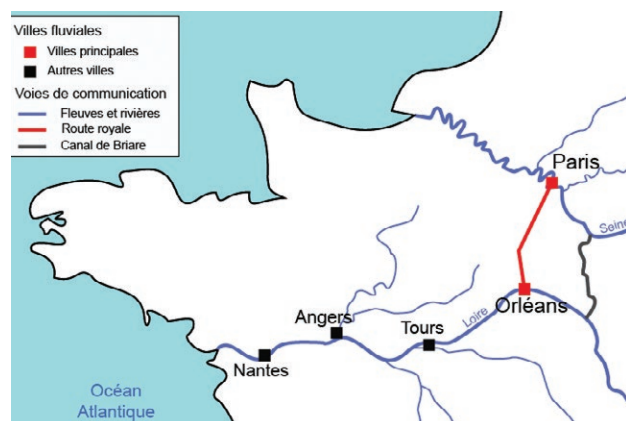 Villes fluviales
Villes principales
Autres villes
Voies de communication
Fleuves et rivières
Route royale
Canal de Briare
Paris
Seine
Orléans
Loire
Angers
Tours
Nantes
Océan
Atlantique